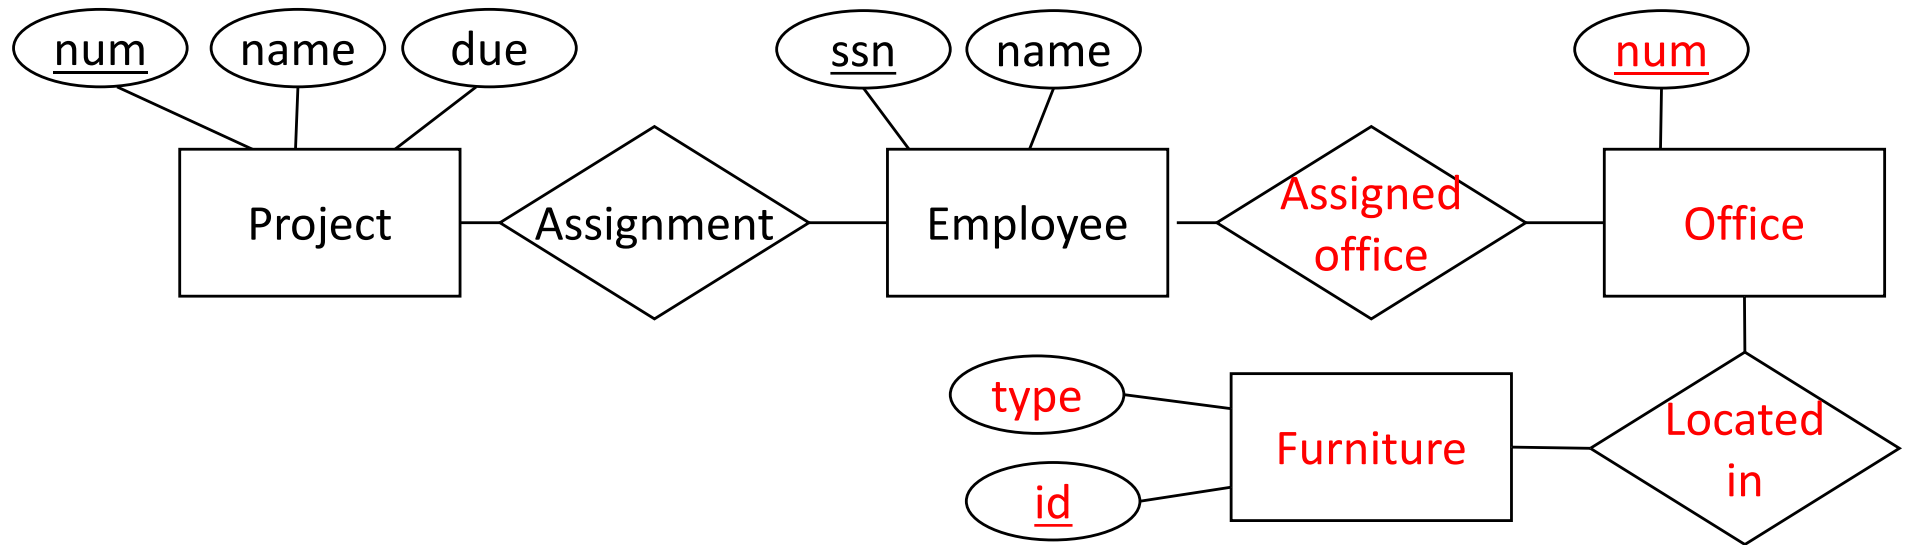 num
name
due
ssn
name
num
Project
Assignment
Employee
Assigned
office
Office
type
Furniture
id
Located
in